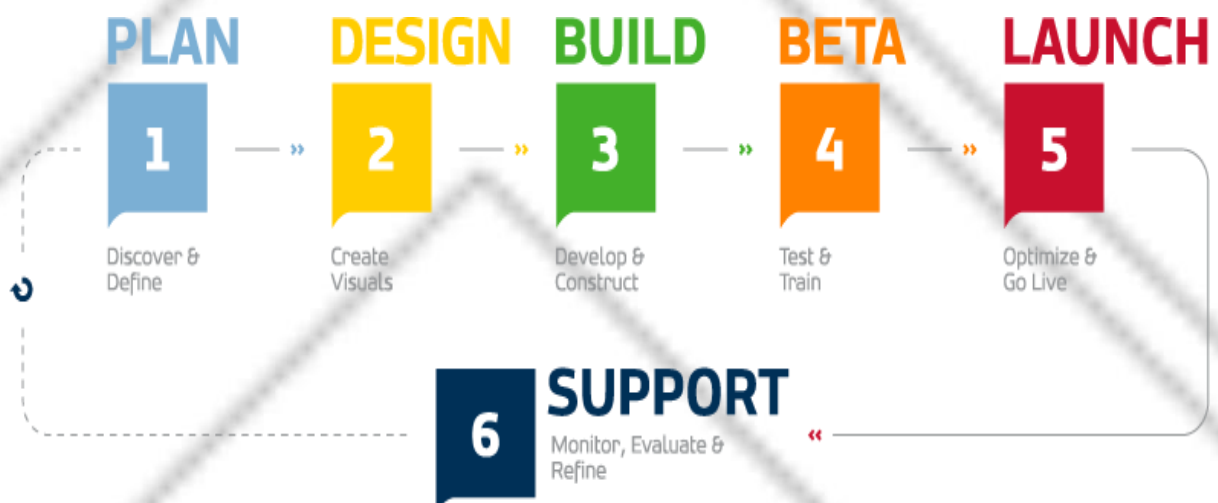 PLAN DESIGN BUILD BETA LAUNCH
1 » 2 » 3 » 4 » 5
Discover & Create Develop & Test & Optimize &
Define Visuals Construct Train Go Live
SUPPORT
6
Monitor, Evaluate & «
Refine